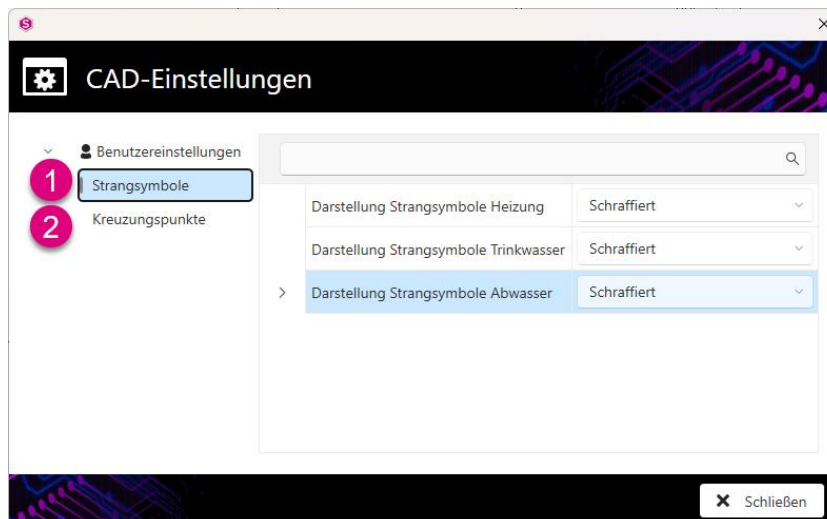 S
CAD-Einstellungen
Benutzereinstellungen
1 Strangsymbole
2 Kreuzungspunkte
Darstellung Strangsymbole Heizung Schraffiert
Darstellung Strangsymbole Trinkwasser Schraffiert
Darstellung Strangsymbole Abwasser Schraffiert
Schließen